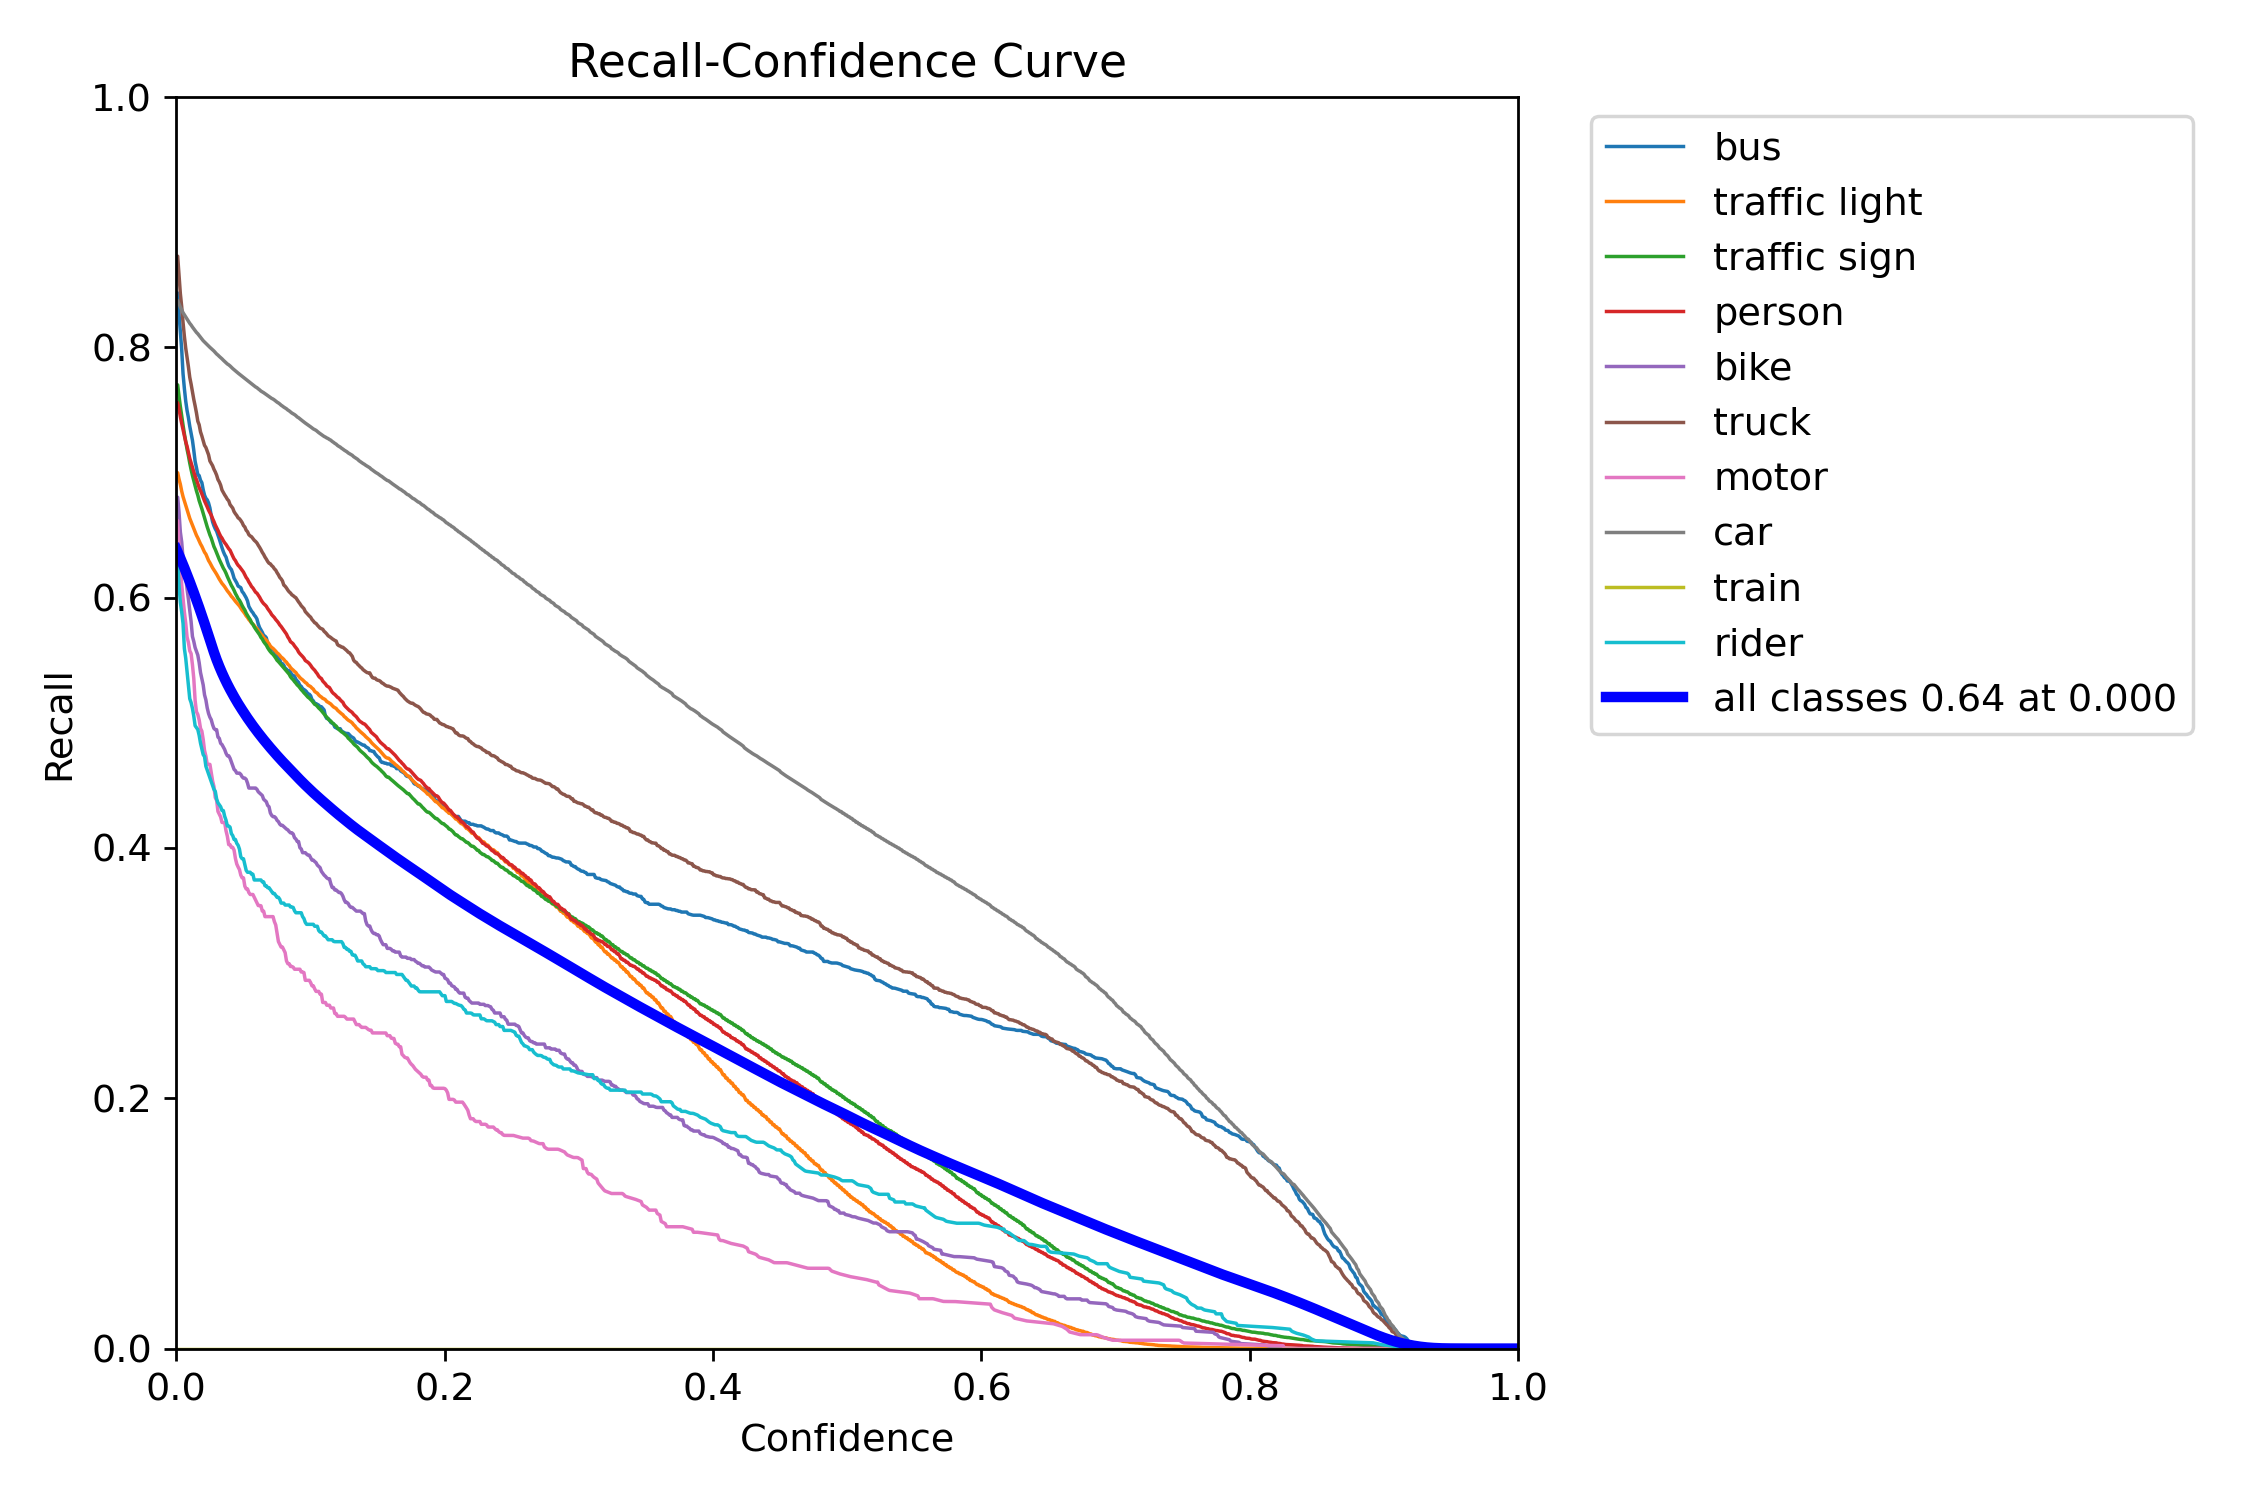 Recall-Confidence Curve
1.0
0.8
0.6
0.4
0.2
0.0
Recall
0.0 0.2 0.4 0.6 0.8 1.0
Confidence
bus
traffic light
traffic sign
person
bike
truck
motor
car
train
rider
all classes 0.64 at 0.000